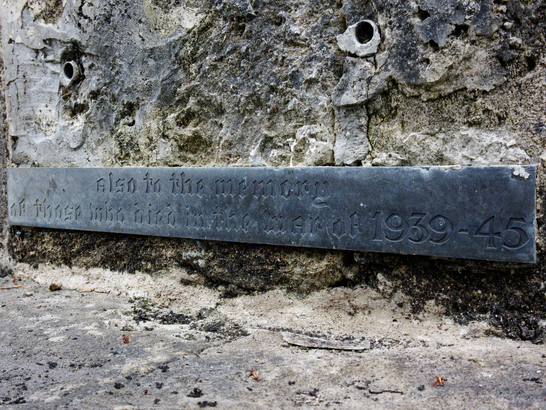 also to the memory
of those who died in the war of 1939-45